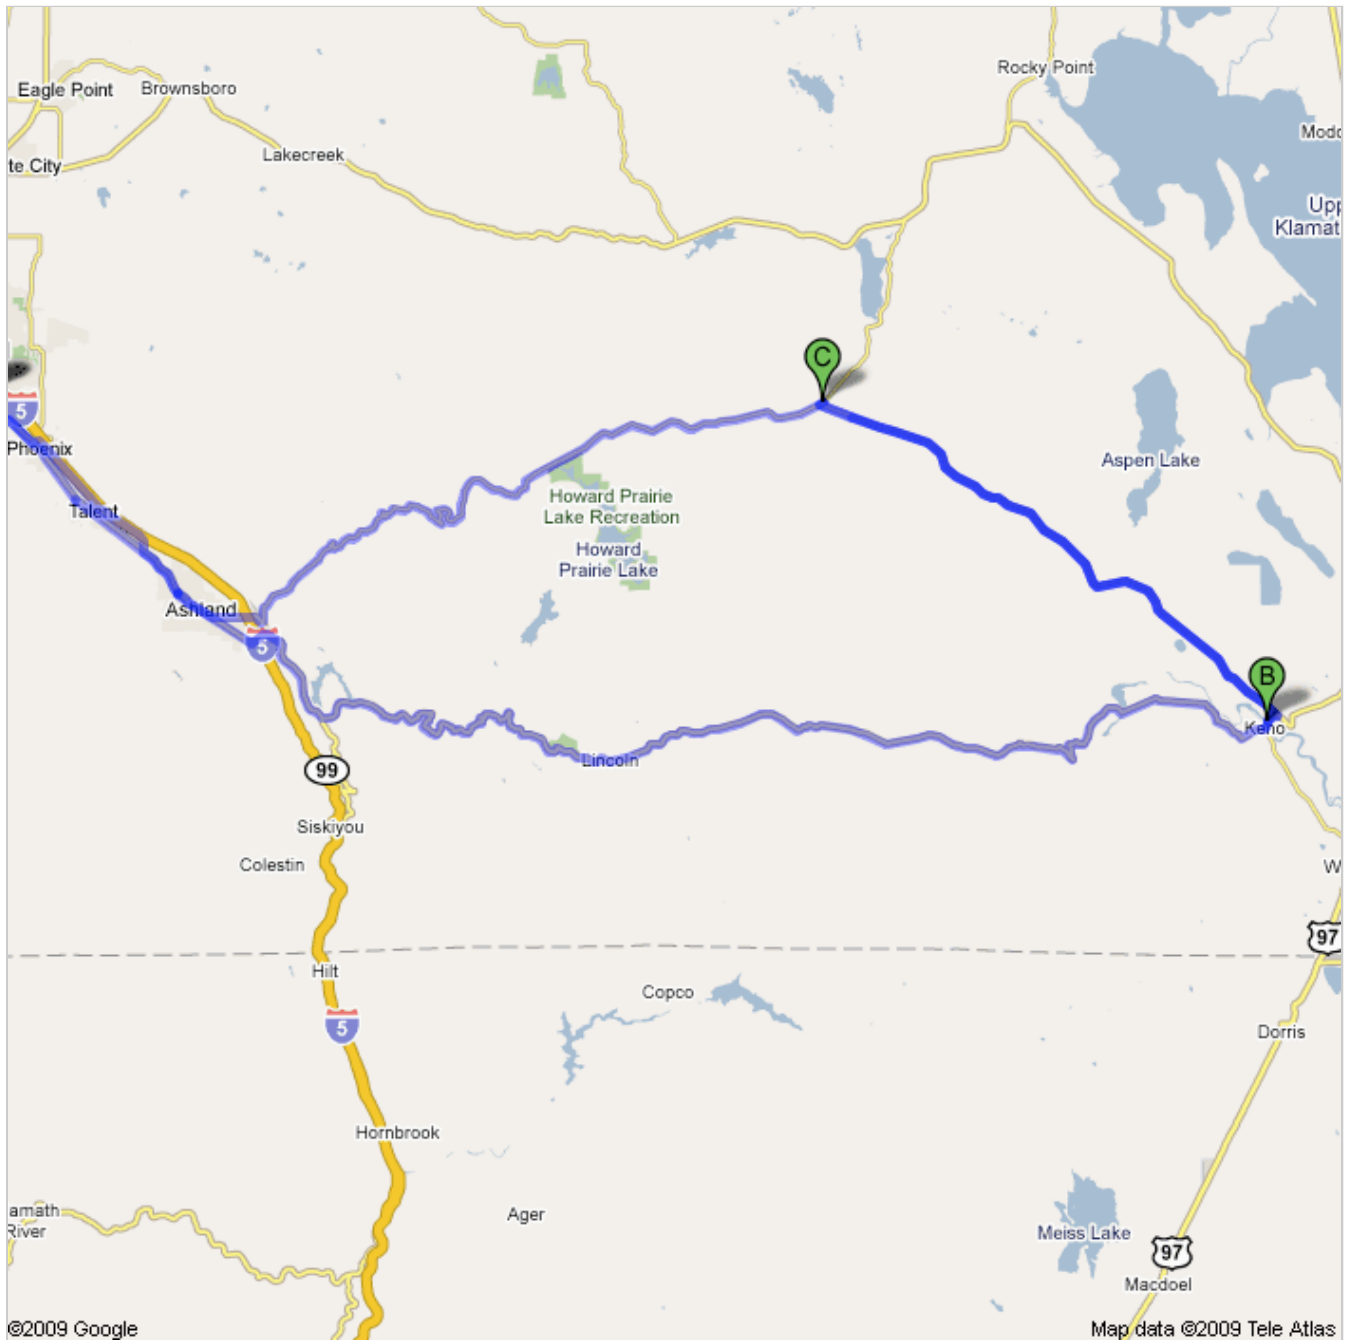 Rocky Point
Eagle Point
Brownsboro
Modo
Lakecreek
te City
Upp
Klamat
C
5
Phoenix
Aspen Lake
Howard Prairie
Lake Recreation
Talent
Howard
Prairie Lake
Ashland
5
B
Keno
Lincoln
99
Siskiyou
Colestin
W
97
Hilt
Copco
5
Dorris
Hornbrook
amath
River
Ager
Meiss Lake
97
Macdoel
©2009 Google
Map data ©2009 Tele Atlas